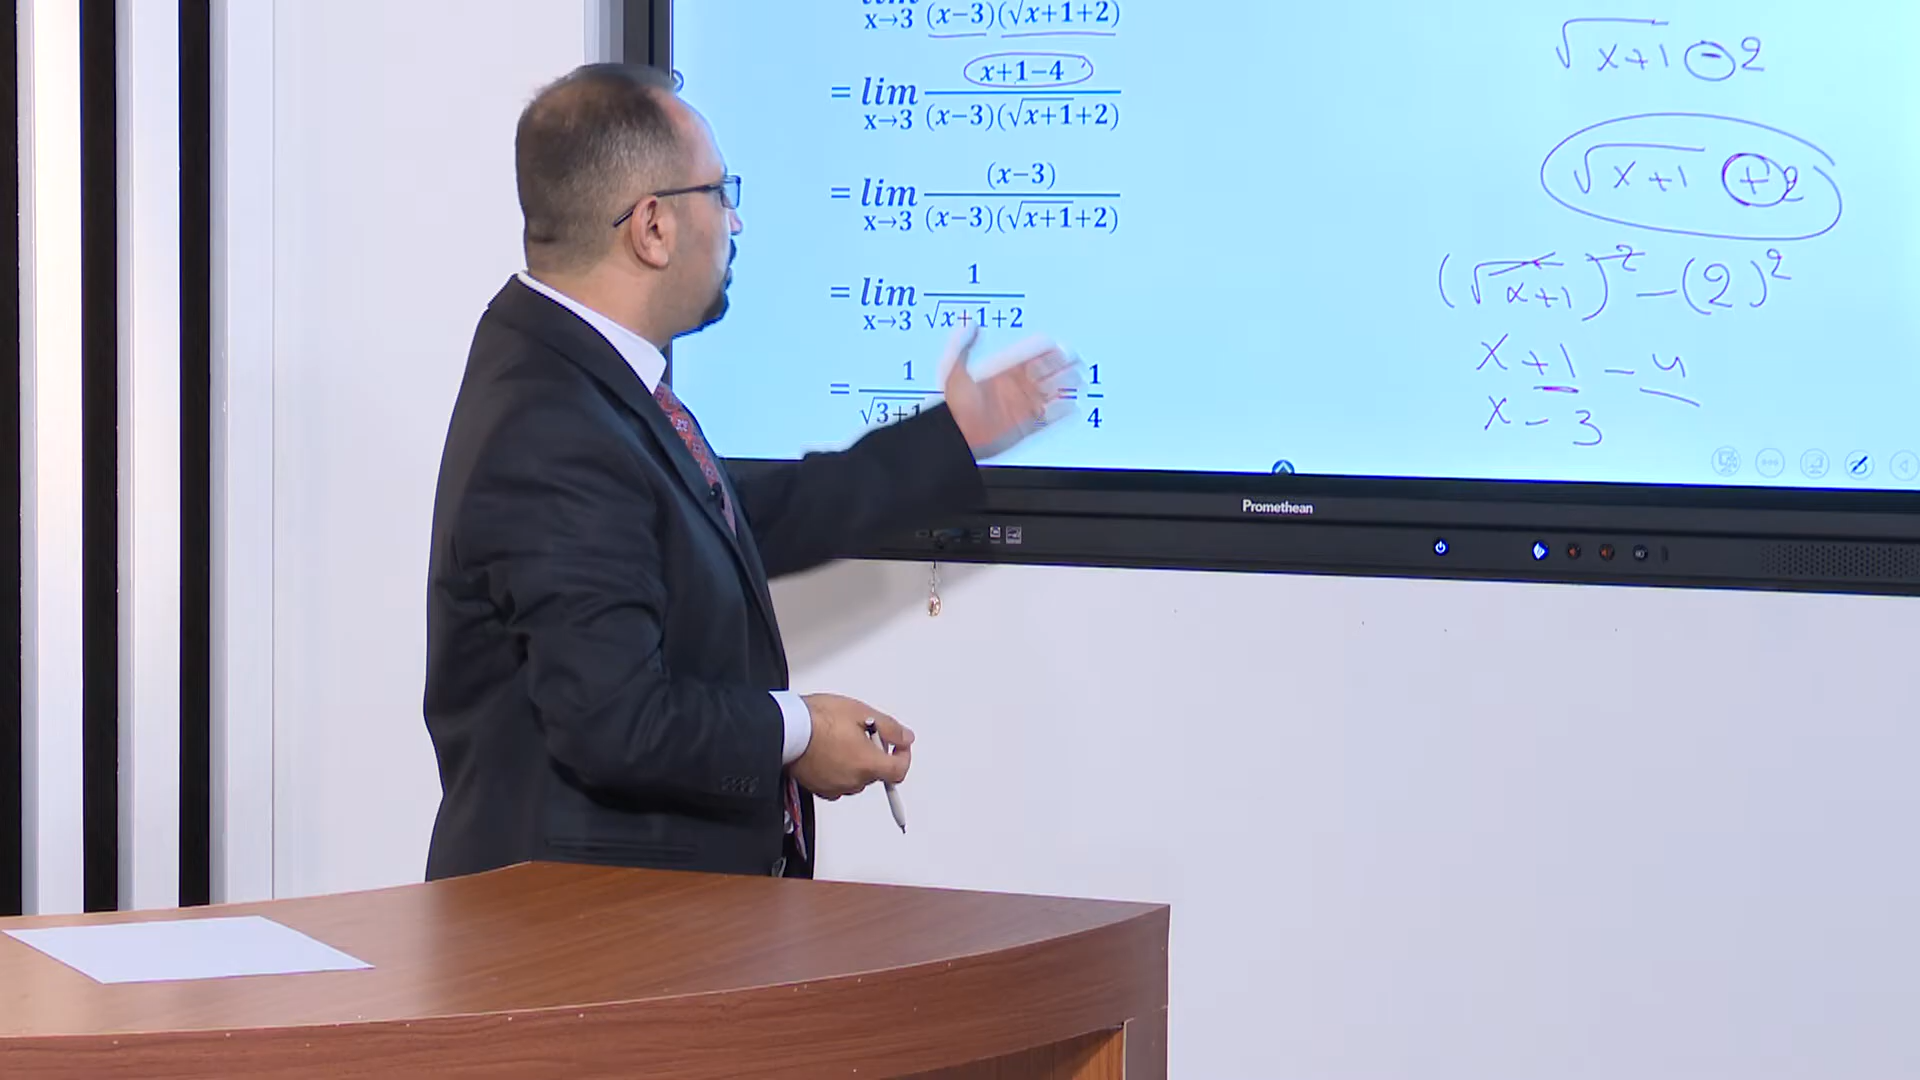 x→3 (x−3)(√x+1+2)
= lim x→3 x+1−4 / (x−3)(√x+1+2)
= lim x→3 (x−3) / (x−3)(√x+1+2)
= lim x→3 1 / √x+1+2
= 1 / √3+1 = 1/4
√x+1 − 2
√x+1 + 2
(√x+1)² − (2)²
x+1 − 4
x − 3
Promethean